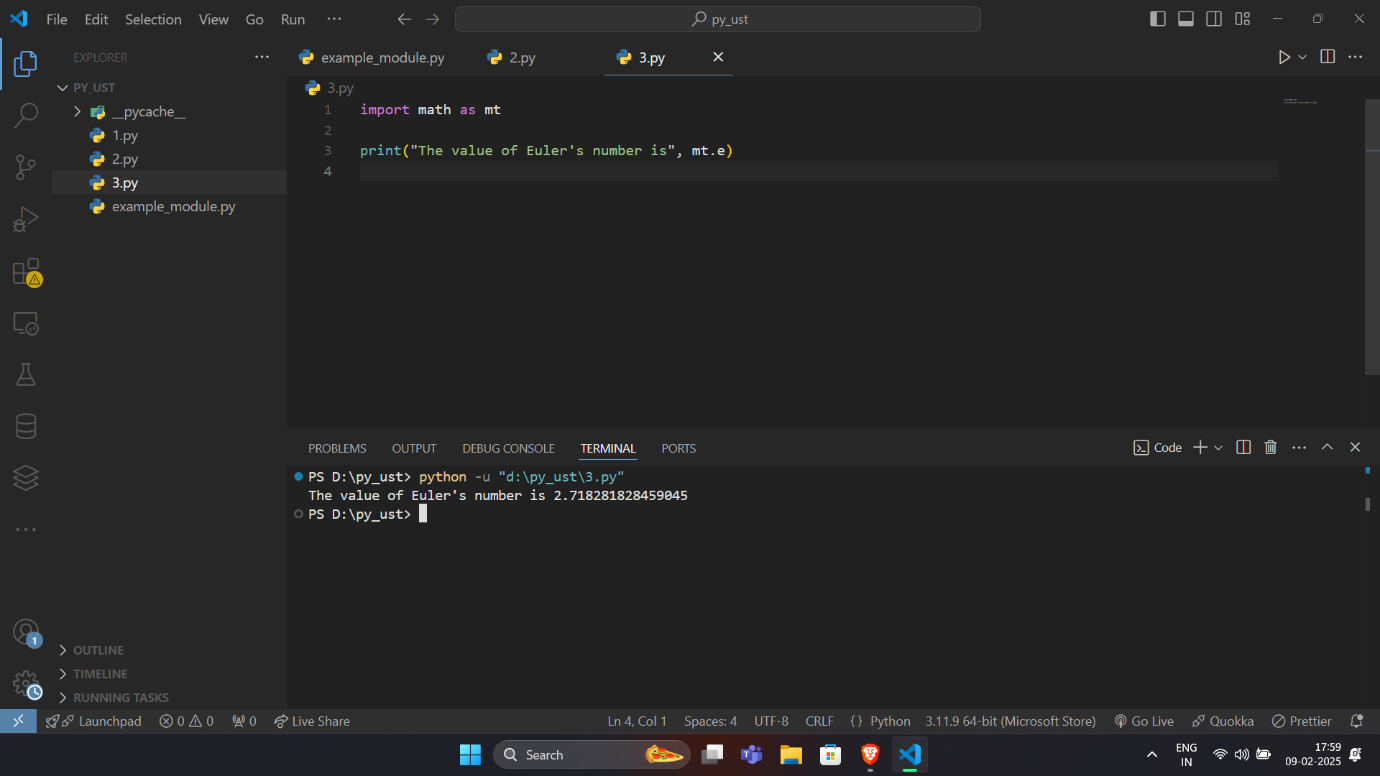 File Edit Selection View Go Run ··· py_ust
EXPLORER ···
PY_UST
__pycache__
1.py
2.py
3.py
example_module.py
OUTLINE
TIMELINE
RUNNING TASKS
example_module.py 2.py 3.py
3.py
1 import math as mt
2
3 print("The value of Euler's number is", mt.e)
4
PROBLEMS OUTPUT DEBUG CONSOLE TERMINAL PORTS Code
PS D:\py_ust> python -u "d:\py_ust\3.py"
The value of Euler's number is 2.718281828459045
PS D:\py_ust>
1
Launchpad 0 0 0 Live Share Ln 4, Col 1 Spaces: 4 UTF-8 CRLF {} Python 3.11.9 64-bit (Microsoft Store) Go Live Quokka Prettier
Search ENG 17:59
IN 09-02-2025